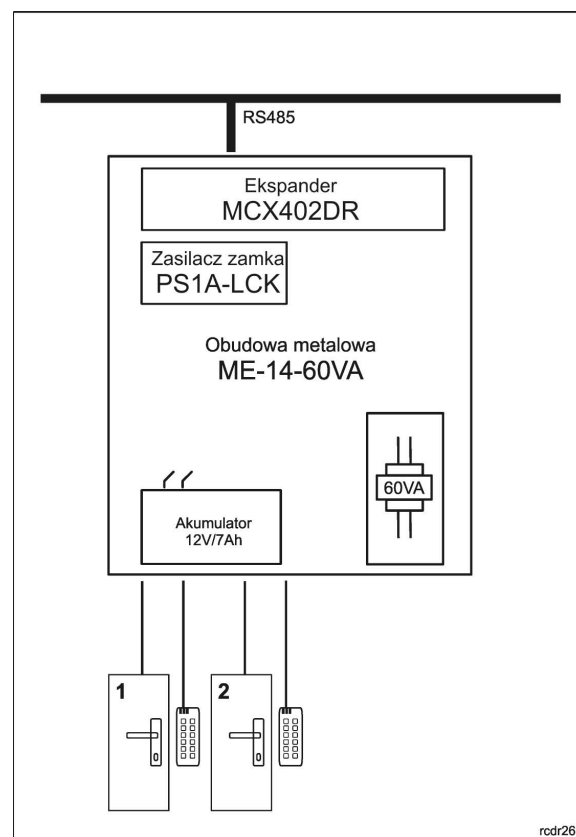 RS485
Ekspander
MCX402DR
Zasilacz zamka
PS1A-LCK
Obudowa metalowa
ME-14-60VA
60VA
Akumulator
12V/7Ah
1
2
rcdr26